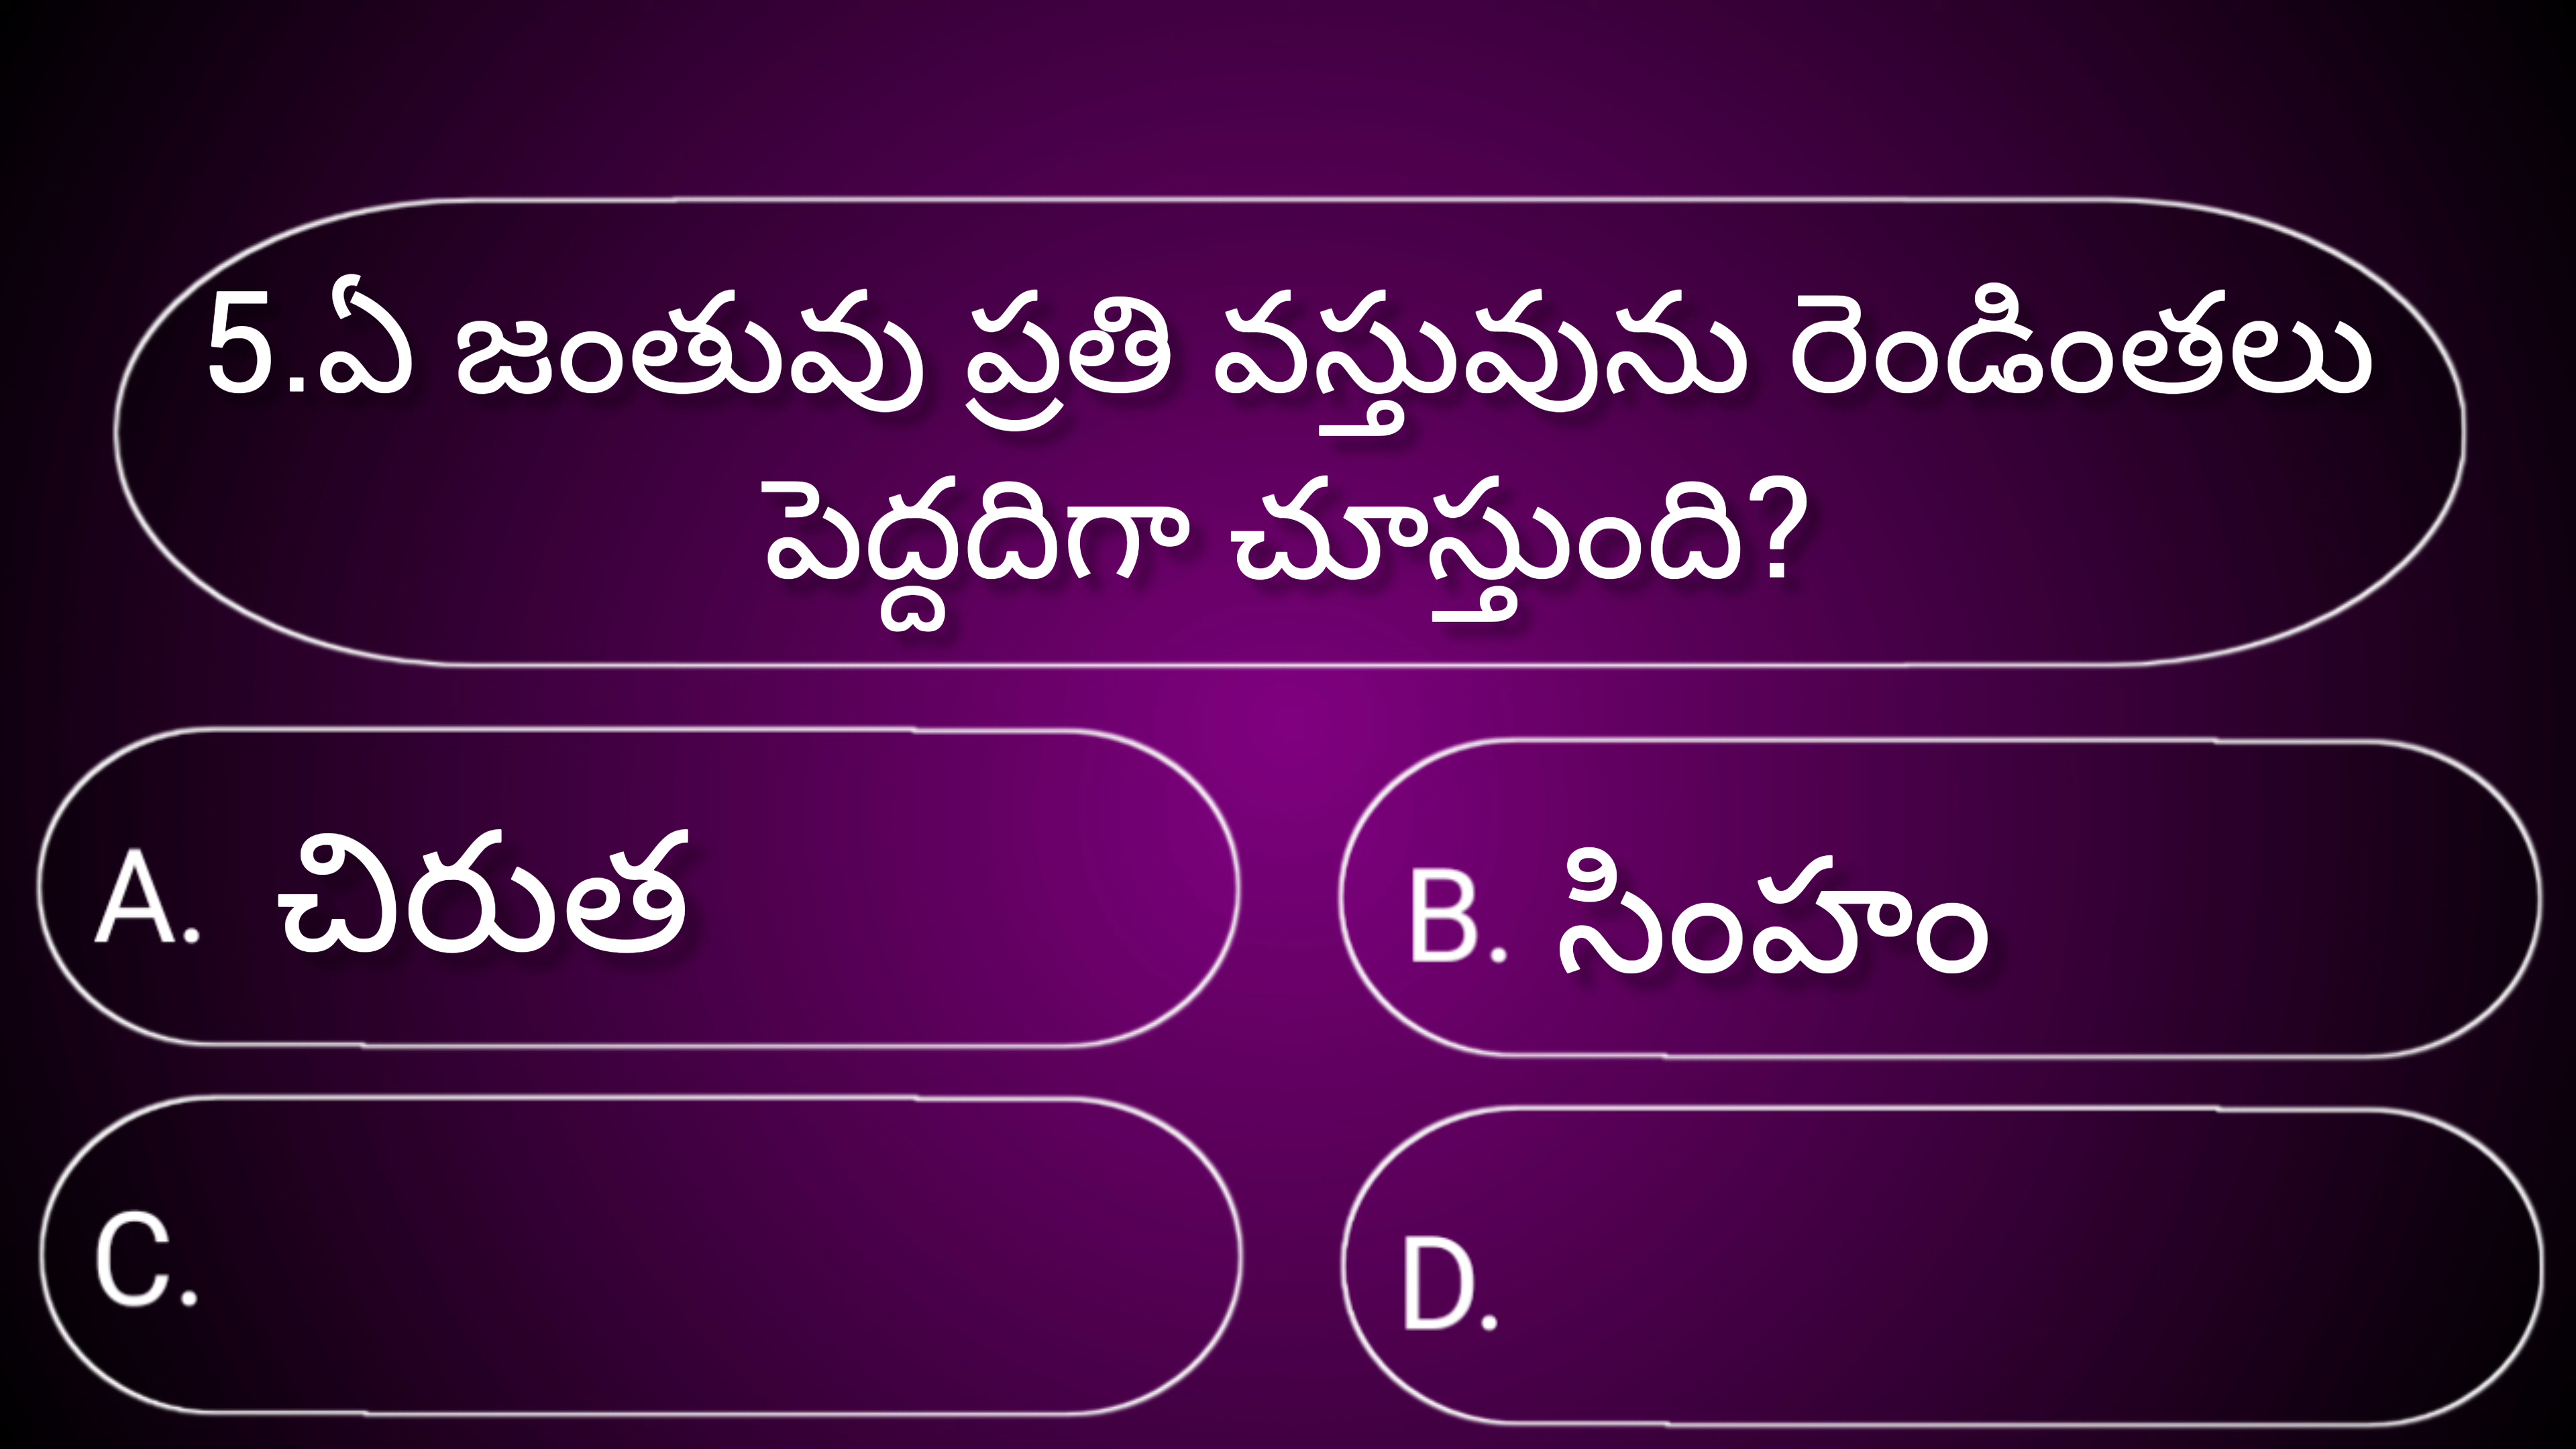 5.ఏ జంతువు ప్రతి వస్తువును రెండింతలు
పెద్దదిగా చూస్తుంది?
A. చిరుత
B. సింహం
C.
D.